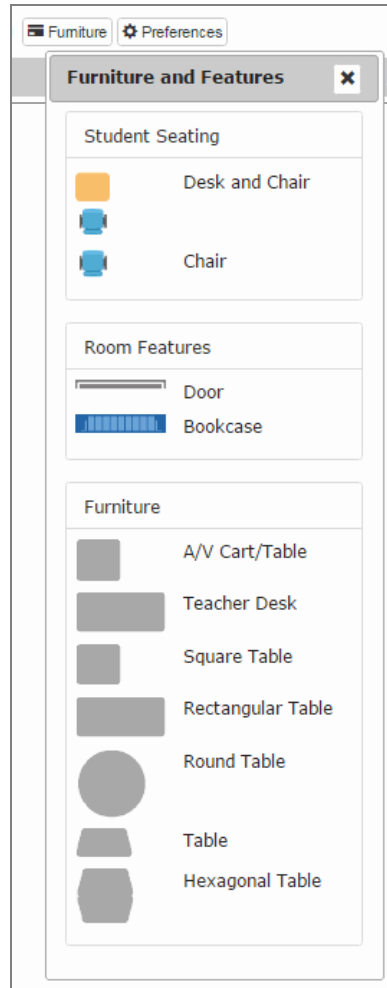 Furniture Preferences
Furniture and Features
Student Seating
Desk and Chair
Chair
Room Features
Door
Bookcase
Furniture
A/V Cart/Table
Teacher Desk
Square Table
Rectangular Table
Round Table
Table
Hexagonal Table